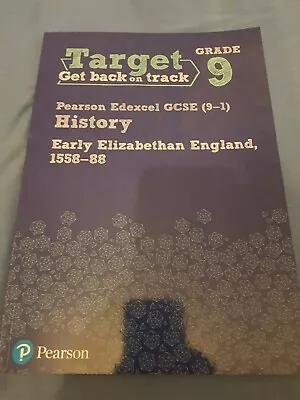 Target
Get back on track
GRADE
9
Pearson Edexcel GCSE (9–1)
History
Early Elizabethan England,
1558–88
Pearson